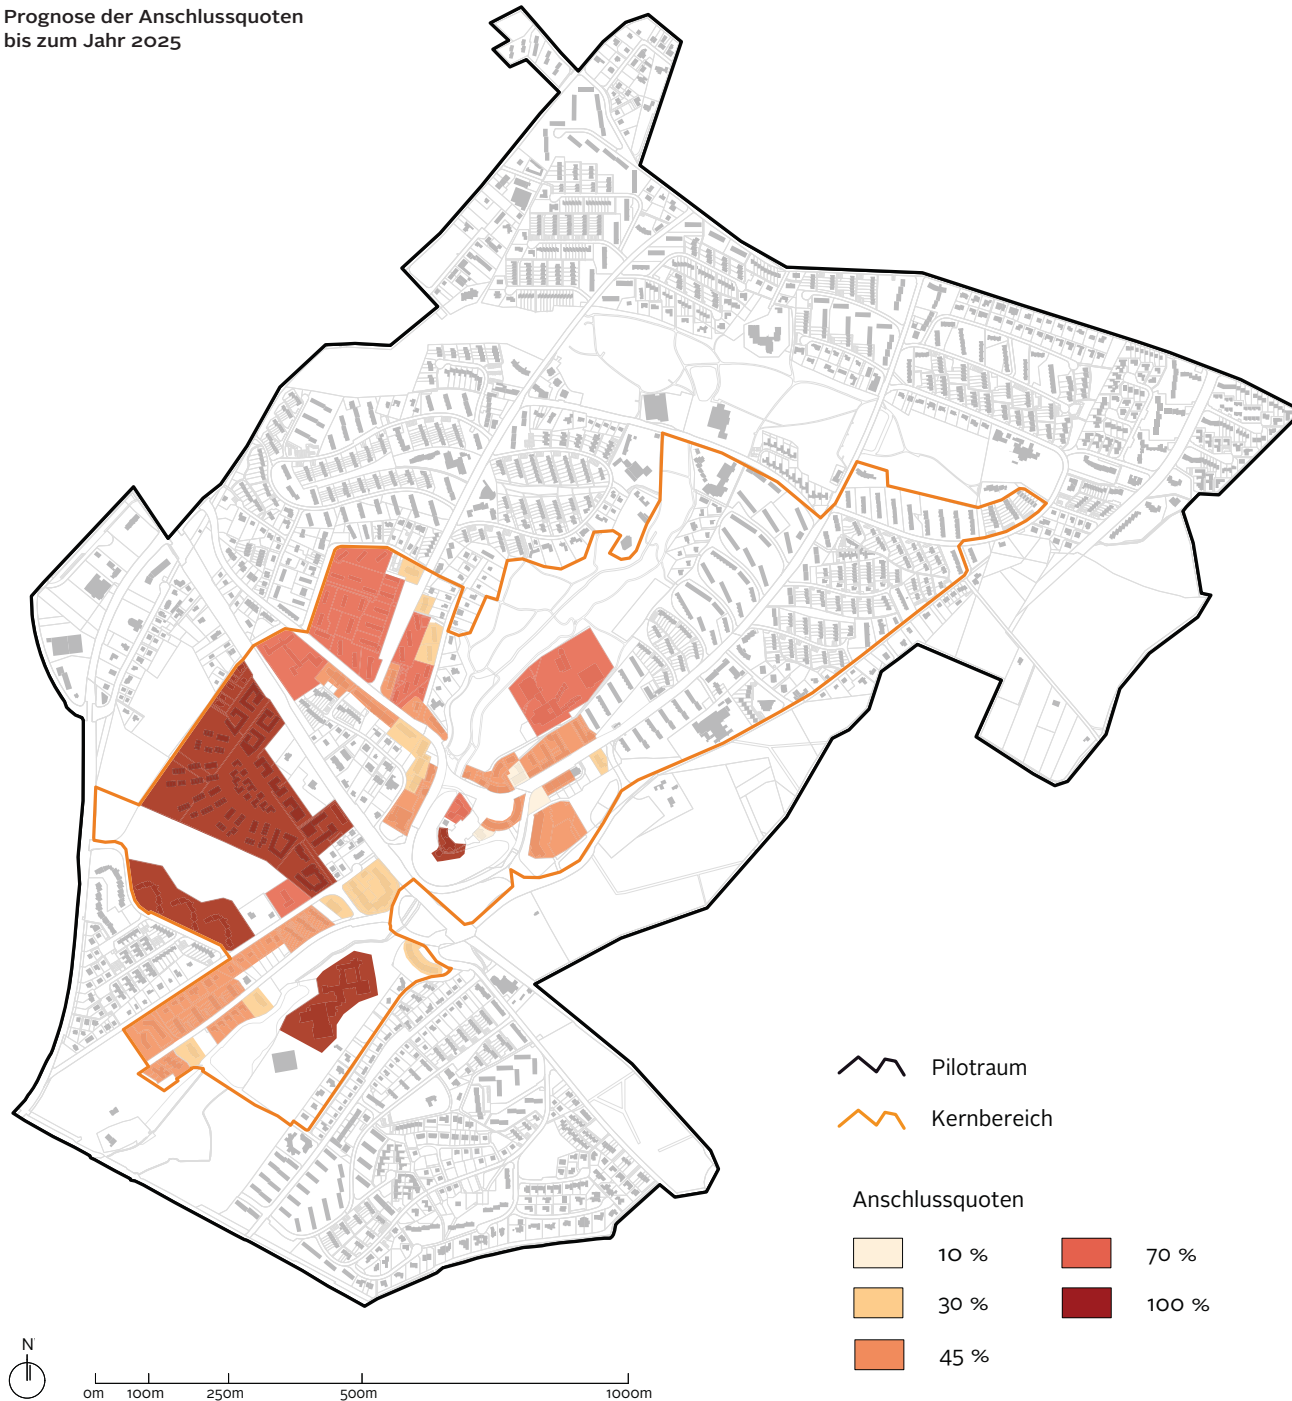 Prognose der Anschlussquoten
bis zum Jahr 2025
Pilotraum
Kernbereich
Anschlussquoten
10 %
70 %
30 %
100 %
45 %
N
0m 100m 250m 500m 1000m